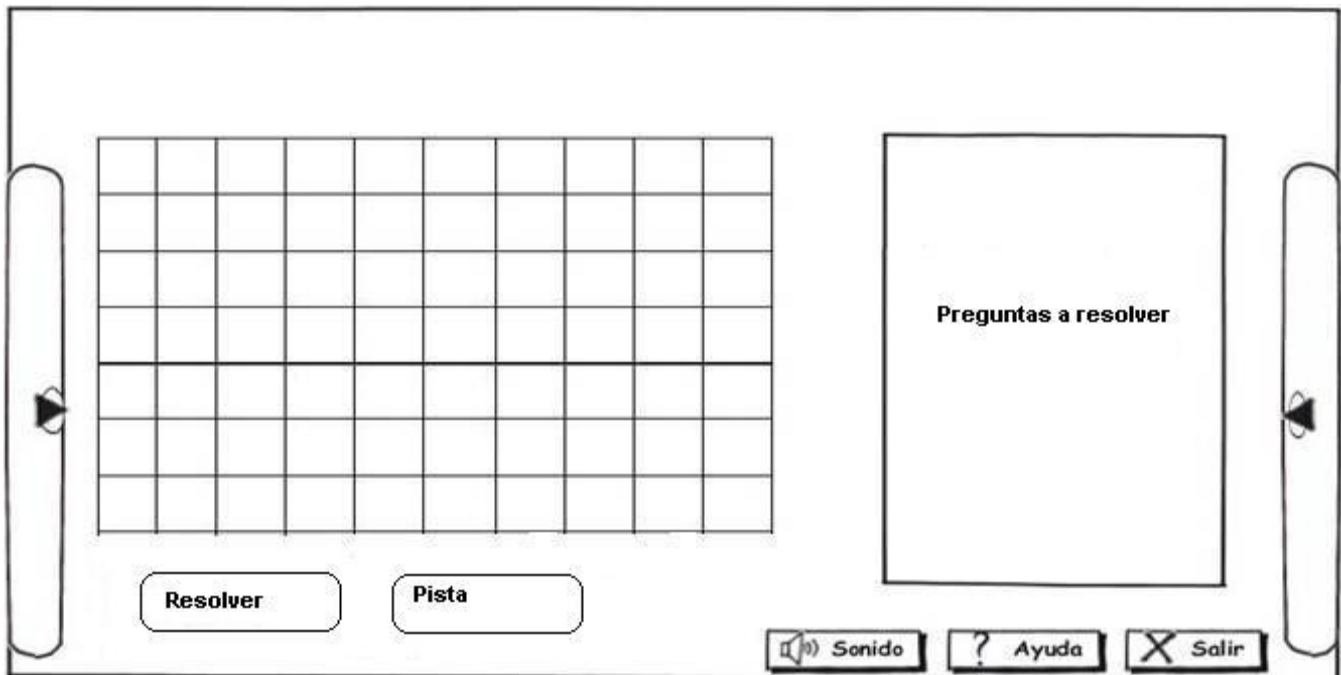 Preguntas a resolver
Resolver
Pista
Sonido
? Ayuda
Salir